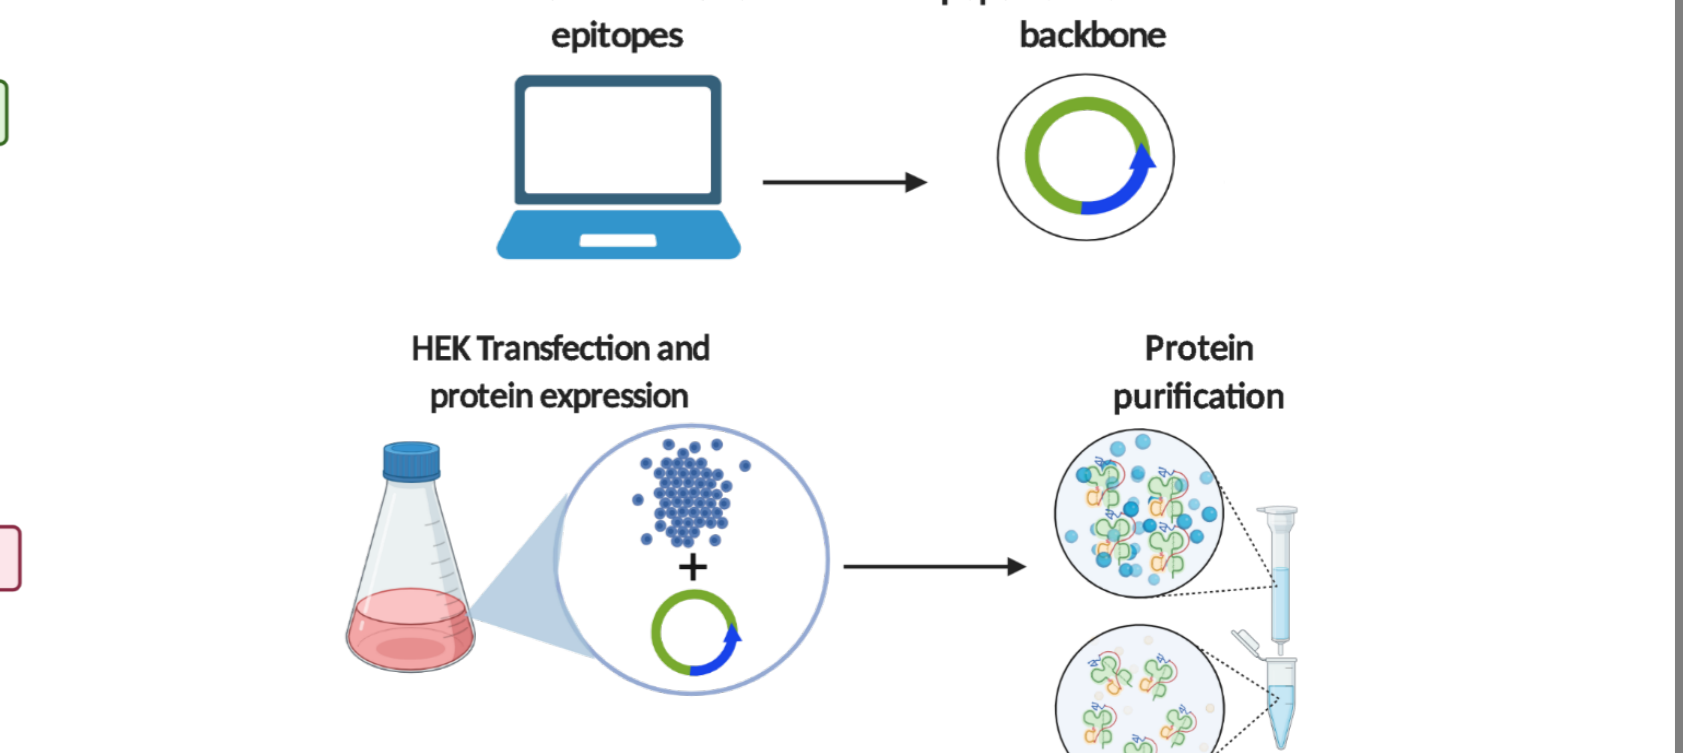 epitopes
backbone
HEK Transfection and
protein expression
Protein
purification
+